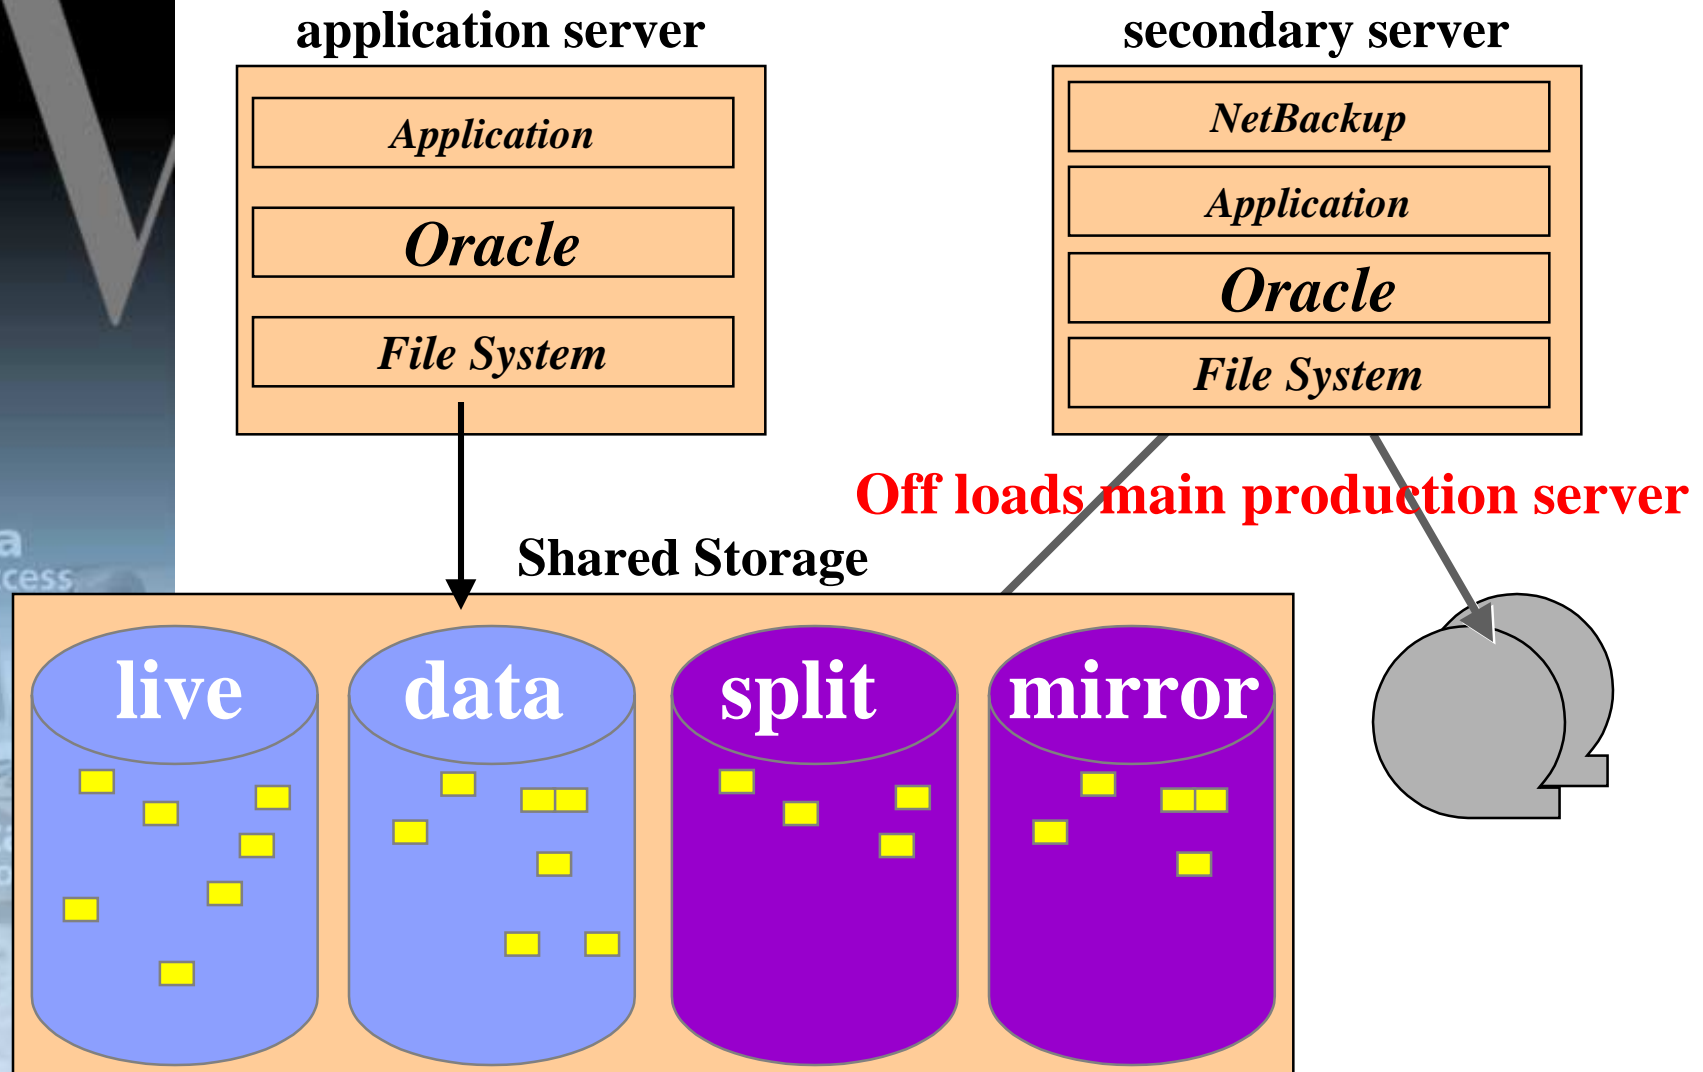 application server
secondary server
Application
Oracle
File System
NetBackup
Application
Oracle
File System
Off loads main production server
Shared Storage
live
data
split
mirror